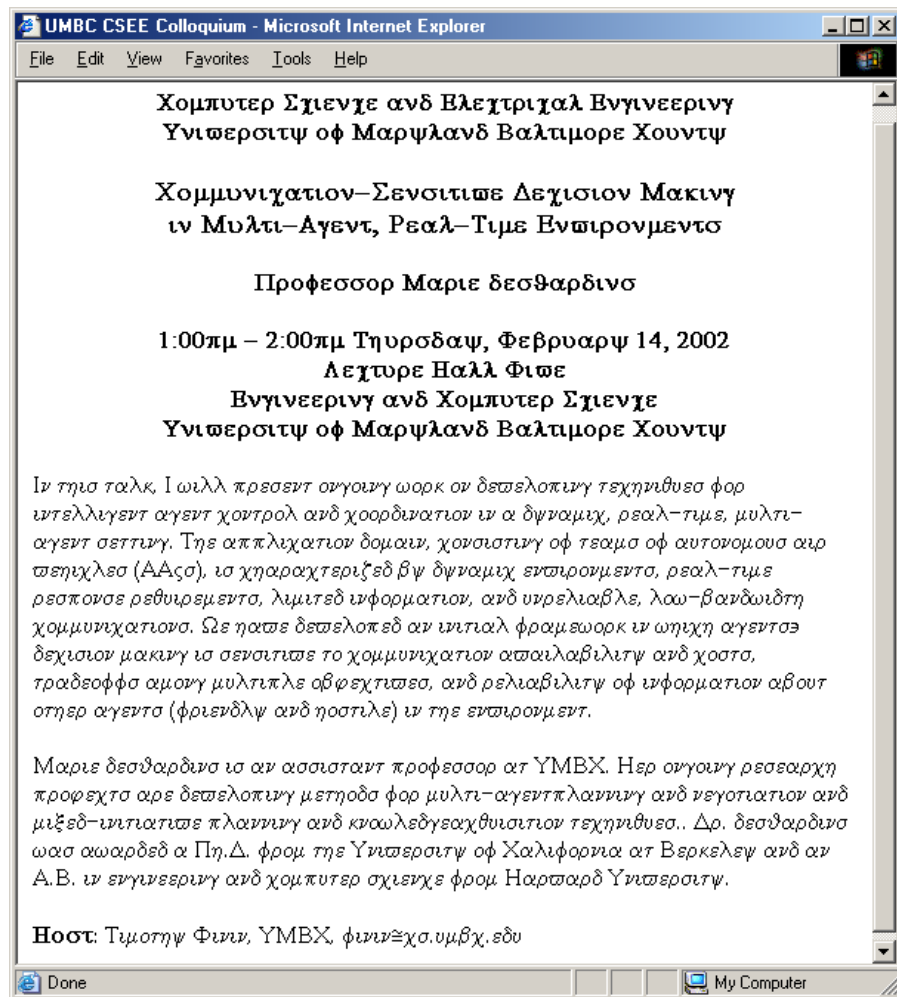 UMBC CSEE Colloquium - Microsoft Internet Explorer
File Edit View Favorites Tools Help
Χομπυτερ Σχιενχε ανδ Ελεχτριχαλ Ενγινεερινγ
Υνιϖερσιτψ οφ Μαρψλανδ Βαλτιμορε Χουντψ
Χομμυνιχατιον–Σενσιτιϖε Δεχισιον Μακινγ
ιν Μυλτι–Αγεντ, Ρεαλ–Τιμε Ενϖιρονμεντσ
Προφεσσορ Μαριε δεσϑαρδινσ
1:00πμ – 2:00πμ Τηυρσδαψ, Φεβρυαρψ 14, 2002
Λεχτυρε Ηαλλ Φιϖε
Ενγινεερινγ ανδ Χομπυτερ Σχιενχε
Υνιϖερσιτψ οφ Μαρψλανδ Βαλτιμορε Χουντψ
Ιν τηισ ταλκ, Ι ωιλλ πρεσεντ ονγοινγ ωορκ ον δεϖελοπινγ τεχηνιθυεσ φορ
ιντελλιγεντ αγεντ χοντρολ ανδ χοορδινατιον ιν α δψναμιχ, ρεαλ–τιμε, μυλτι–
αγεντ σεττινγ. Τηε αππλιχατιον δομαιν, χονσιστινγ οφ τεαμσ οφ αυτονομουσ αιρ
ϖεηιχλεσ (ΑΑςσ), ισ χηαραχτεριζεδ βψ δψναμιχ ενϖιρονμεντσ, ρεαλ–τιμε
ρεσπονσε ρεθυιρεμεντσ, λιμιτεδ ινφορματιον, ανδ υνρελιαβλε, λοω–βανδωιδτη
χομμυνιχατιονσ. Ωε ηαϖε δεϖελοπεδ αν ινιτιαλ φραμεωορκ ιν ωηιχη αγεντσ϶
δεχισιον μακινγ ισ σενσιτιϖε το χομμυνιχατιον αϖαιλαβιλιτψ ανδ χοστσ,
τραδεοφφσ αμονγ μυλτιπλε οβφεχτιϖεσ, ανδ ρελιαβιλιτψ οφ ινφορματιον αβουτ
οτηερ αγεντσ (φριενδλψ ανδ ηοστιλε) ιν τηε ενϖιρονμεντ.
Μαριε δεσϑαρδινσ ισ αν ασσισταντ προφεσσορ ατ ΥΜΒΧ. Ηερ ονγοινγ ρεσεαρχη
προφεχτσ αρε δεϖελοπινγ μετηοδσ φορ μυλτι–αγεντπλαννινγ ανδ νεγοτιατιον ανδ
μιξεδ–ινιτιατιϖε πλαννινγ ανδ κνοωλεδγεαχθυισιτιον τεχηνιθυεσ.. Δρ. δεσϑαρδινσ
ωασ αωαρδεδ α Πη.Δ. φρομ τηε Υνιϖερσιτψ οφ Χαλιφορνια ατ Βερκελεψ ανδ αν
Α.Β. ιν ενγινεερινγ ανδ χομπυτερ σχιενχε φρομ Ηαρϖαρδ Υνιϖερσιτψ.
Ηοστ: Τιμοτηψ Φινιν, ΥΜΒΧ, φινιν≅χσ.υμβχ.εδυ
Done My Computer